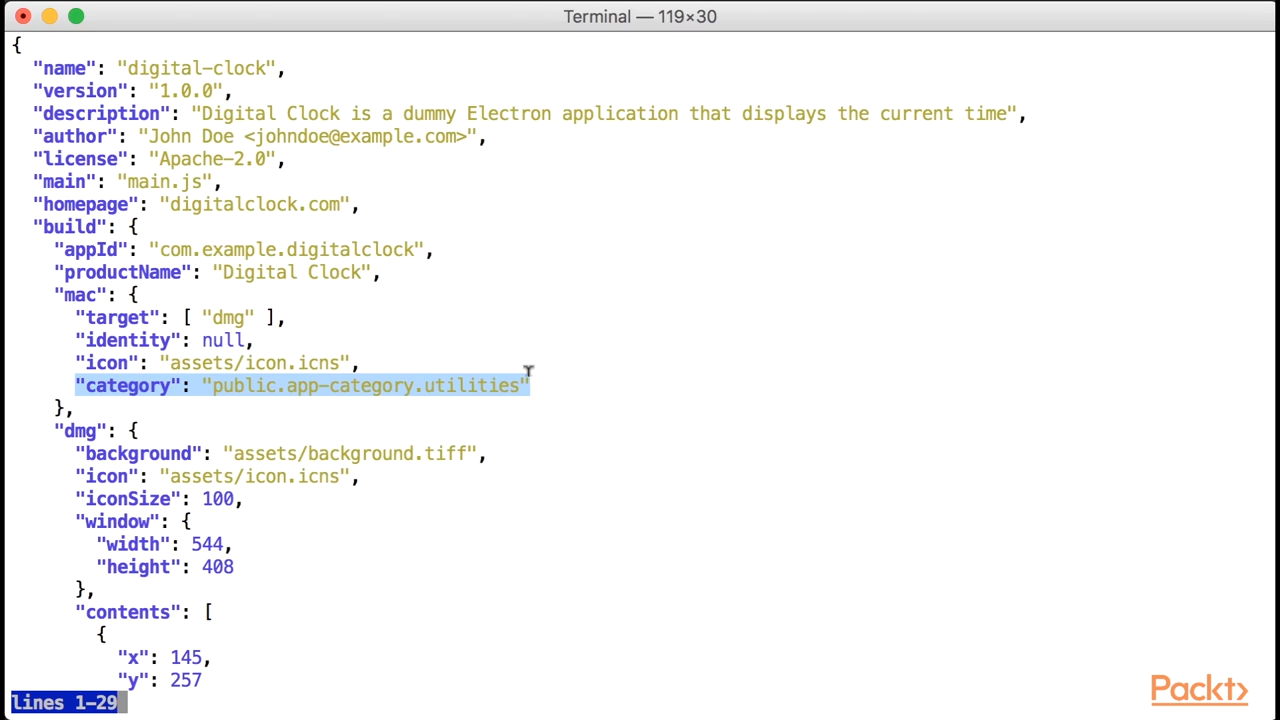 Terminal — 119×30
{
  "name": "digital-clock",
  "version": "1.0.0",
  "description": "Digital Clock is a dummy Electron application that displays the current time",
  "author": "John Doe <johndoe@example.com>",
  "license": "Apache-2.0",
  "main": "main.js",
  "homepage": "digitalclock.com",
  "build": {
    "appId": "com.example.digitalclock",
    "productName": "Digital Clock",
    "mac": {
      "target": [ "dmg" ],
      "identity": null,
      "icon": "assets/icon.icns",
      "category": "public.app-category.utilities"
    },
    "dmg": {
      "background": "assets/background.tiff",
      "icon": "assets/icon.icns",
      "iconSize": 100,
      "window": {
        "width": 544,
        "height": 408
      },
      "contents": [
        {
          "x": 145,
          "y": 257
lines 1-29
Packt>